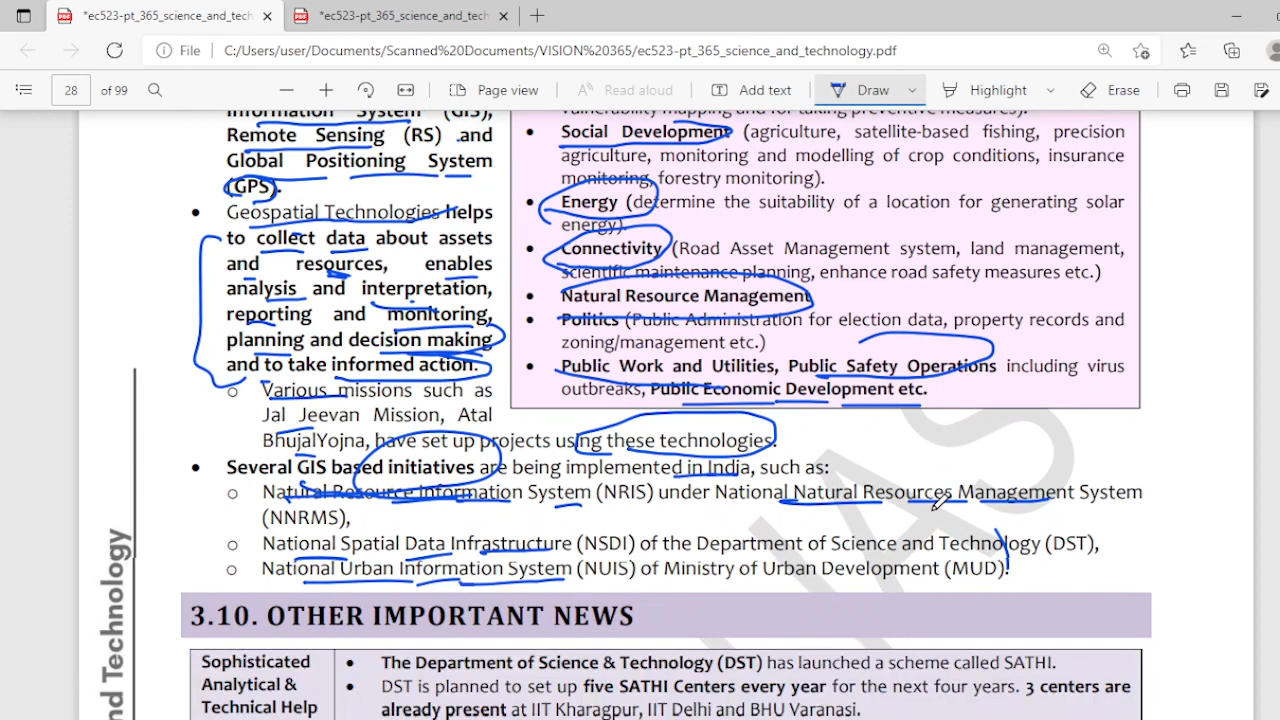 *ec523-pt_365_science_and_techn
*ec523-pt_365_science_and_tech
File
C:/Users/user/Documents/Scanned%20Documents/VISION%20365/ec523-pt_365_science_and_technology.pdf
28 of 99
Page view
Read aloud
Add text
Draw
Highlight
Erase
Information System (GIS),
Remote Sensing (RS) and
Global Positioning System
(GPS).
• Geospatial Technologies helps
to collect data about assets
and resources, enables
analysis and interpretation,
reporting and monitoring,
planning and decision making
and to take informed action.
o Various missions such as
Jal Jeevan Mission, Atal
BhujalYojna, have set up projects using these technologies.
vulnerability mapping and for taking preventive measures).
• Social Development (agriculture, satellite-based fishing, precision
agriculture, monitoring and modelling of crop conditions, insurance
monitoring, forestry monitoring).
• Energy (determine the suitability of a location for generating solar
energy).
• Connectivity (Road Asset Management system, land management,
scientific maintenance planning, enhance road safety measures etc.)
• Natural Resource Management
• Politics (Public Administration for election data, property records and
zoning/management etc.)
• Public Work and Utilities, Public Safety Operations including virus
outbreaks, Public Economic Development etc.
• Several GIS based initiatives are being implemented in India, such as:
o Natural Resource Information System (NRIS) under National Natural Resources Management System
(NNRMS),
o National Spatial Data Infrastructure (NSDI) of the Department of Science and Technology (DST),
o National Urban Information System (NUIS) of Ministry of Urban Development (MUD).
3.10. OTHER IMPORTANT NEWS
Sophisticated
Analytical &
Technical Help
• The Department of Science & Technology (DST) has launched a scheme called SATHI.
• DST is planned to set up five SATHI Centers every year for the next four years. 3 centers are
already present at IIT Kharagpur, IIT Delhi and BHU Varanasi.
nd Technology
IAS